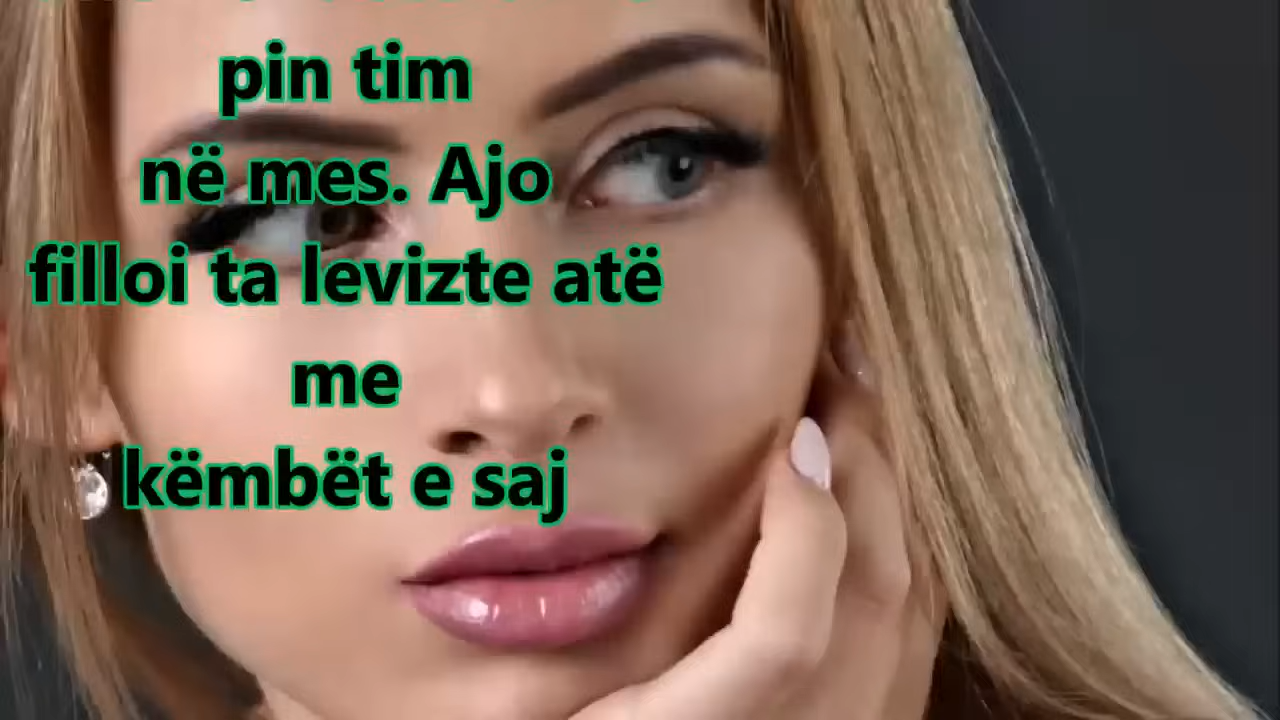 pin tim
në mes. Ajo
filloi ta levizte atë
me
këmbët e saj